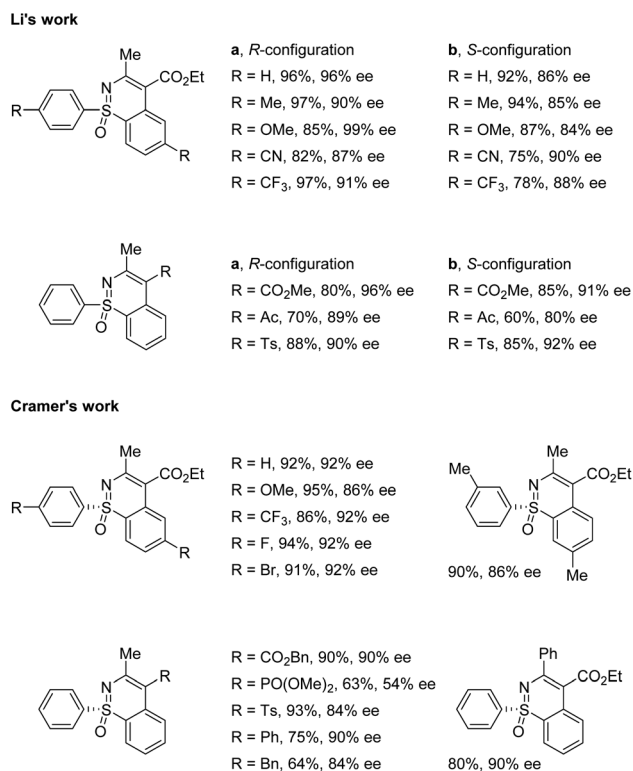 Li's work
Me
CO₂Et
N
S
O
R
R
a, R-configuration
R = H, 96%, 96% ee
R = Me, 97%, 90% ee
R = OMe, 85%, 99% ee
R = CN, 82%, 87% ee
R = CF₃, 97%, 91% ee
b, S-configuration
R = H, 92%, 86% ee
R = Me, 94%, 85% ee
R = OMe, 87%, 84% ee
R = CN, 75%, 90% ee
R = CF₃, 78%, 88% ee
Me
R
N
S
O
a, R-configuration
R = CO₂Me, 80%, 96% ee
R = Ac, 70%, 89% ee
R = Ts, 88%, 90% ee
b, S-configuration
R = CO₂Me, 85%, 91% ee
R = Ac, 60%, 80% ee
R = Ts, 85%, 92% ee
Cramer's work
Me
CO₂Et
N
S
O
R
R
R = H, 92%, 92% ee
R = OMe, 95%, 86% ee
R = CF₃, 86%, 92% ee
R = F, 94%, 92% ee
R = Br, 91%, 92% ee
Me
Me
CO₂Et
N
S
O
Me
90%, 86% ee
Me
R
N
S
O
R = CO₂Bn, 90%, 90% ee
R = PO(OMe)₂, 63%, 54% ee
R = Ts, 93%, 84% ee
R = Ph, 75%, 90% ee
R = Bn, 64%, 84% ee
Ph
CO₂Et
N
S
O
80%, 90% ee